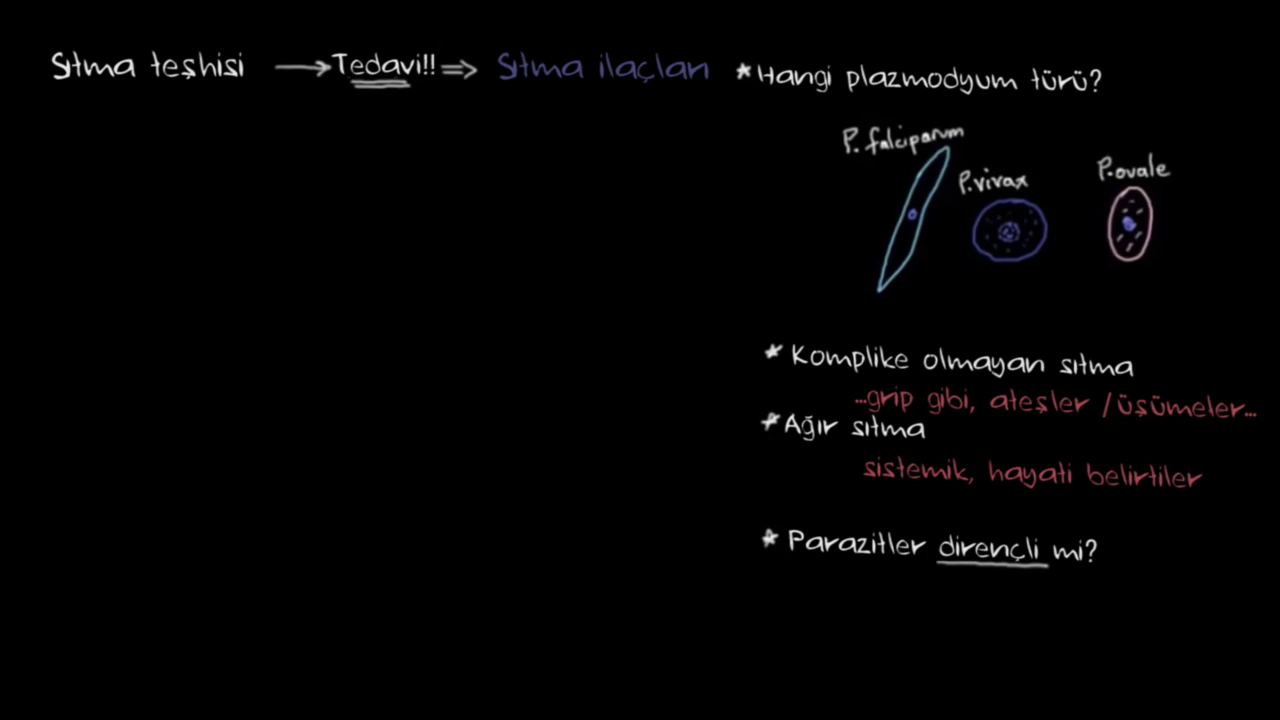 Sıtma teşhisi → Tedavi!! ⇒ Sıtma ilaçları * Hangi plazmodyum türü?
P. falciparum
P. vivax
P. ovale
* Komplike olmayan sıtma
...grip gibi, ateşler / üşümeler...
* Ağır sıtma
sistemik, hayati belirtiler
* Parazitler dirençli mi?